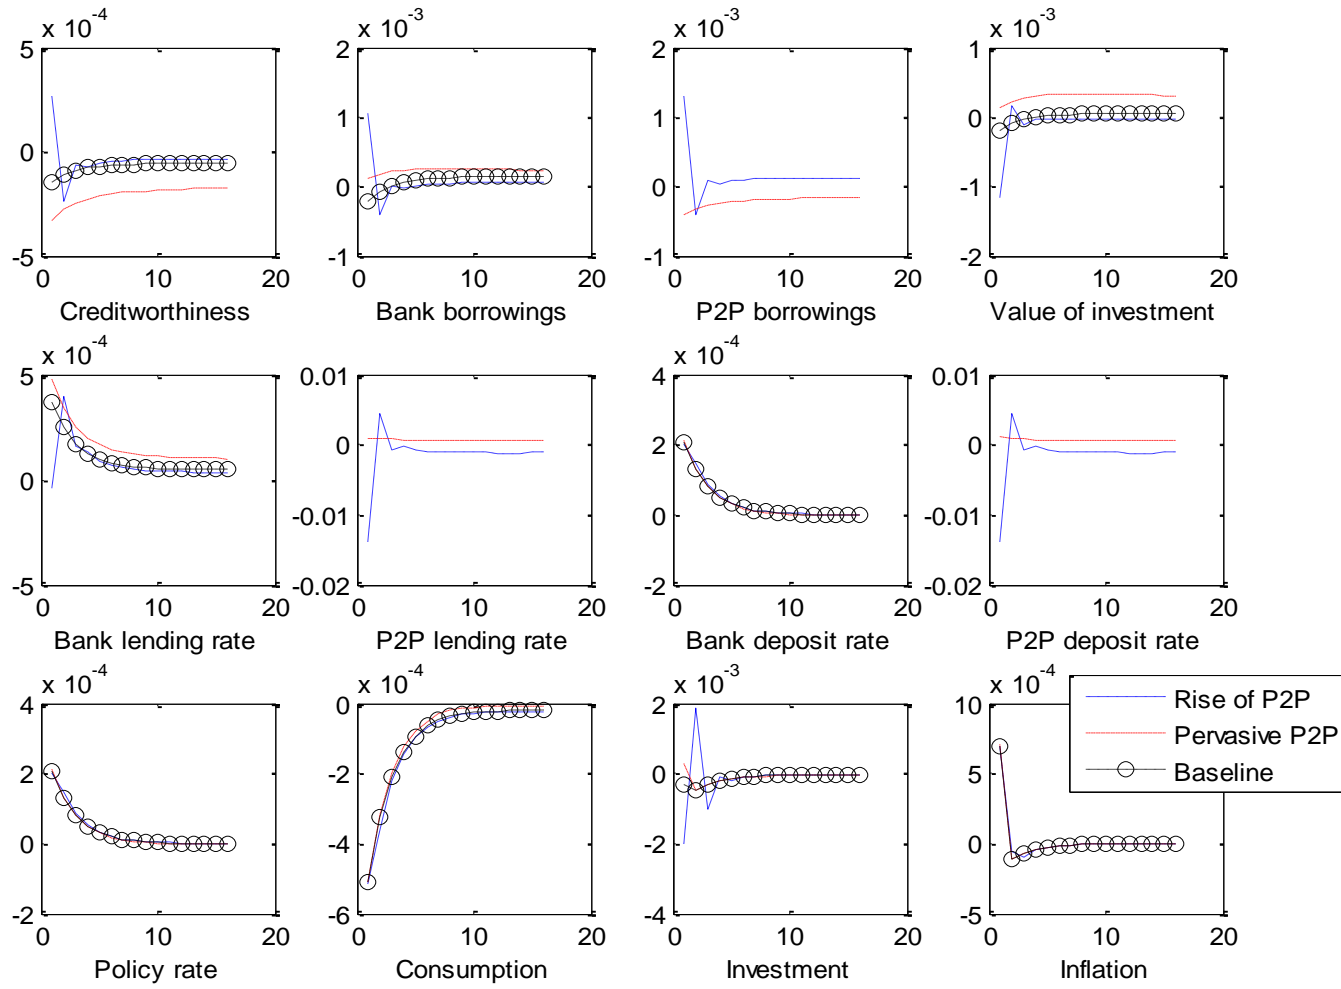 x 10^-4 x 10^-3 x 10^-3 x 10^-3
5 2 2 1
1 1 0
0
0 0 -1
-5 -1 -1 -2
0 10 20 0 10 20 0 10 20 0 10 20
Creditworthiness Bank borrowings P2P borrowings Value of investment
x 10^-4 x 10^-4
5 0.01 4 0.01
0 2 0
0
-0.01 0 -0.01
-5 -0.02 -2 -0.02
0 10 20 0 10 20 0 10 20 0 10 20
Bank lending rate P2P lending rate Bank deposit rate P2P deposit rate
x 10^-4 x 10^-4 x 10^-3 x 10^-4
4 0 2 10
Rise of P2P
2 -2 0 5
Pervasive P2P
Baseline
0 -4 -2 0
-2 -6 -4 -5
0 10 20 0 10 20 0 10 20 0 10 20
Policy rate Consumption Investment Inflation